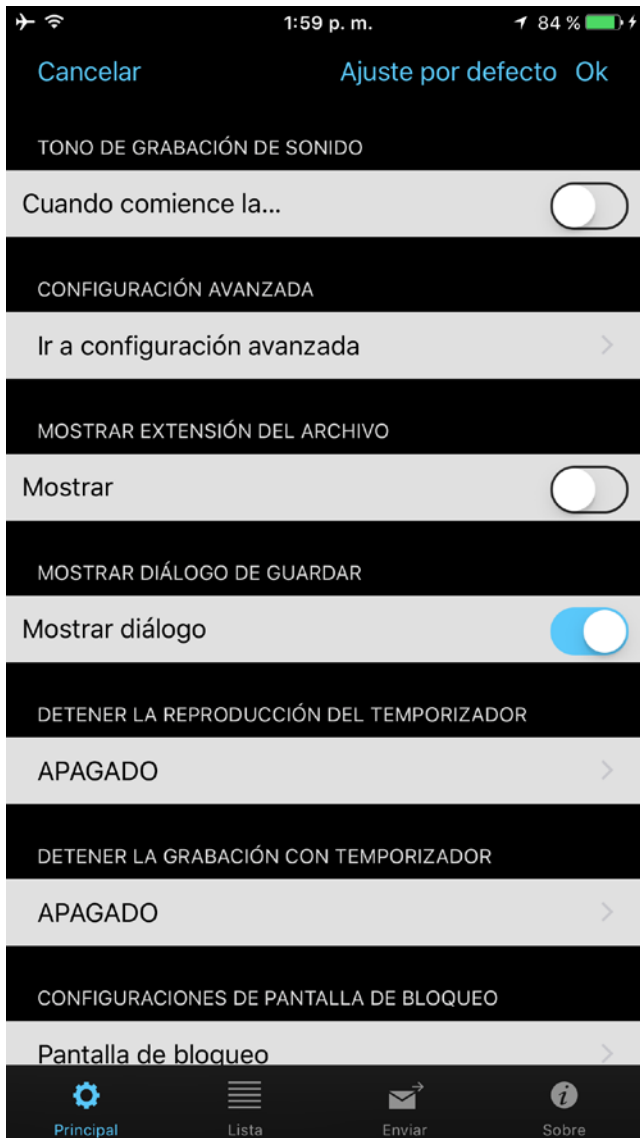 1:59 p. m. 84 %
Cancelar Ajuste por defecto Ok
TONO DE GRABACIÓN DE SONIDO
Cuando comience la...
CONFIGURACIÓN AVANZADA
Ir a configuración avanzada
MOSTRAR EXTENSIÓN DEL ARCHIVO
Mostrar
MOSTRAR DIÁLOGO DE GUARDAR
Mostrar diálogo
DETENER LA REPRODUCCIÓN DEL TEMPORIZADOR
APAGADO
DETENER LA GRABACIÓN CON TEMPORIZADOR
APAGADO
CONFIGURACIONES DE PANTALLA DE BLOQUEO
Pantalla de bloqueo
Principal Lista Enviar Sobre